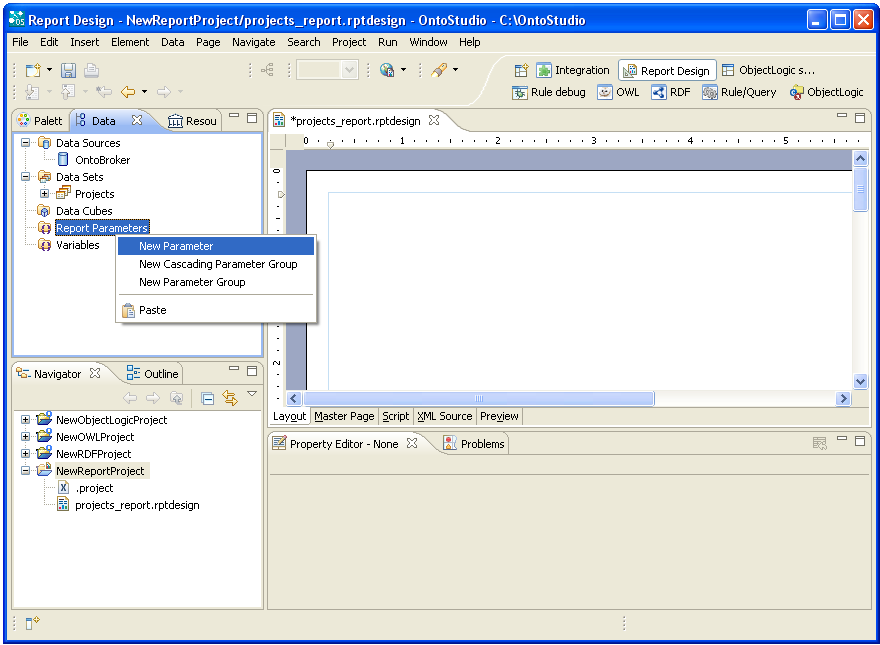 Report Design - NewReportProject/projects_report.rptdesign - OntoStudio - C:\OntoStudio
File Edit Insert Element Data Page Navigate Search Project Run Window Help
Integration Report Design ObjectLogic s...
Rule debug OWL RDF Rule/Query ObjectLogic
Palett Data Resou
*projects_report.rptdesign
0 1 2 3 4 5
0
Data Sources
OntoBroker
Data Sets
Projects
Data Cubes
Report Parameters
Variables
New Parameter
New Cascading Parameter Group
New Parameter Group
Paste
2
Navigator Outline
Layout Master Page Script XML Source Preview
Property Editor - None Problems
NewObjectLogicProject
NewOWLProject
NewRDFProject
NewReportProject
.project
projects_report.rptdesign